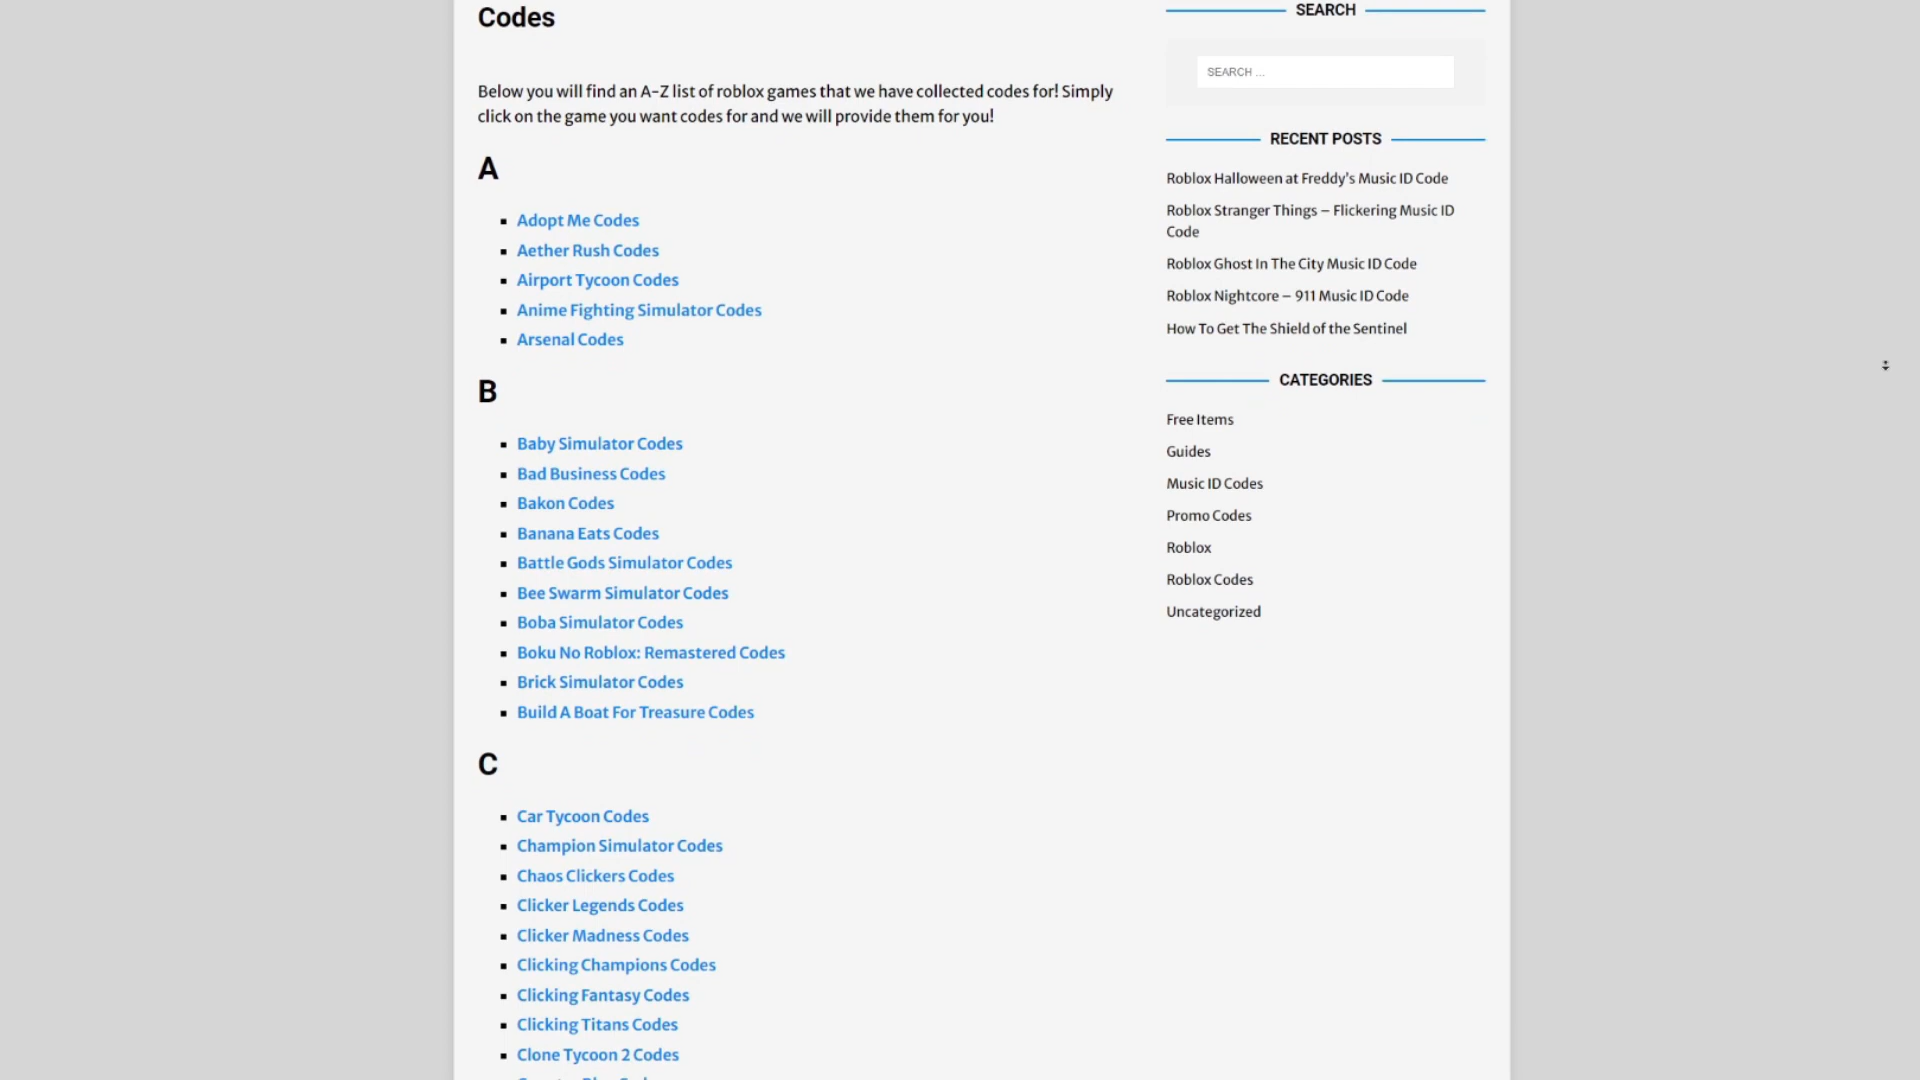 Codes
Below you will find an A-Z list of roblox games that we have collected codes for! Simply
click on the game you want codes for and we will provide them for you!
A
Adopt Me Codes
Aether Rush Codes
Airport Tycoon Codes
Anime Fighting Simulator Codes
Arsenal Codes
B
Baby Simulator Codes
Bad Business Codes
Bakon Codes
Banana Eats Codes
Battle Gods Simulator Codes
Bee Swarm Simulator Codes
Boba Simulator Codes
Boku No Roblox: Remastered Codes
Brick Simulator Codes
Build A Boat For Treasure Codes
C
Car Tycoon Codes
Champion Simulator Codes
Chaos Clickers Codes
Clicker Legends Codes
Clicker Madness Codes
Clicking Champions Codes
Clicking Fantasy Codes
Clicking Titans Codes
Clone Tycoon 2 Codes
SEARCH
SEARCH ...
RECENT POSTS
Roblox Halloween at Freddy's Music ID Code
Roblox Stranger Things – Flickering Music ID
Code
Roblox Ghost In The City Music ID Code
Roblox Nightcore – 911 Music ID Code
How To Get The Shield of the Sentinel
CATEGORIES
Free Items
Guides
Music ID Codes
Promo Codes
Roblox
Roblox Codes
Uncategorized